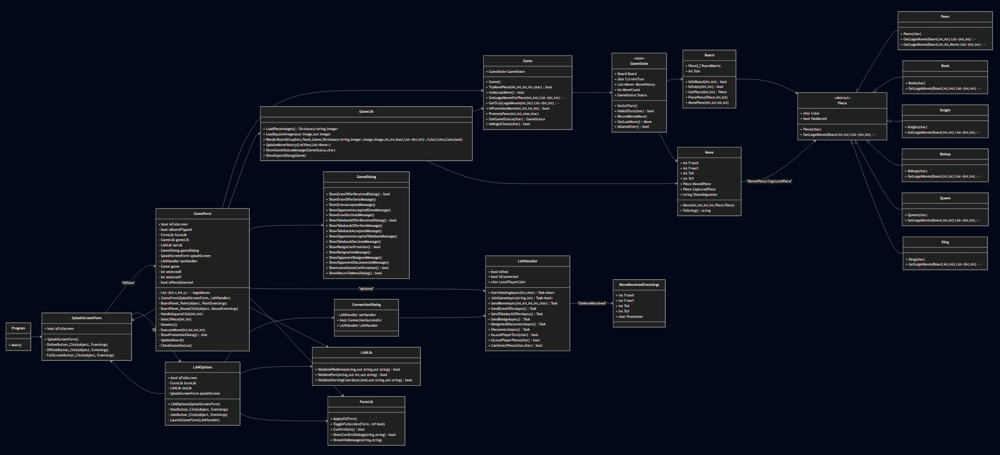 Program
+ Main()
SplashScreenForm
+ bool isFullscreen
+ SplashScreenForm()
- OnlineButton_Click(object, EventArgs)
- OfflineButton_Click(object, EventArgs)
- FullScreenButton_Click(object, EventArgs)
"Offline"
"O
GameForm
+ bool isFullscreen
- bool isBoardFlipped
- FormLib formLib
- GameLib gameLib
- LANLib lanLib
- GameDialog gameDialog
- SplashScreenForm splashScreen
- LANHandler lanHandler
- Game game
- int selectedX
- int selectedY
- bool isPieceSelected
- List~(int x,int y) : ~ legalMoves
+ GameForm(SplashScreenForm, LANHandler)
- BoardPanel_Paint(object, PaintEventArgs)
- BoardPanel_MouseClick(object, MouseEventArgs)
- HandleSquareClick(int,int)
- SelectPiece(int,int)
- Deselect()
- ExecuteMove(int,int,int,int)
- ShowPromotionDialog() : char
- UpdateBoard()
- CheckGameStatus()
LANOptions
+ bool isFullscreen
- FormLib formLib
- LANLib lanLib
- SplashScreenForm splashScreen
+ LANOptions(SplashScreenForm)
- HostButton_Click(object, EventArgs)
- JoinButton_Click(object, EventArgs)
- LaunchGameForm(LANHandler)
GameLib
+ LoadPieceImages() : Dictionary<string,Image>
+ LoadSquareImages(out Image,out Image)
+ RenderBoard(Graphics,Panel,Game,Dictionary<string,Image>,Image,Image,int,int,bool,List~(int,int)~,Color,Color,Color,bool)
+ UpdateMoveHistory(ListView,List<Move>)
+ ShowGameStatusMessage(GameStatus,char)
+ ShowExportDialog(Game)
GameDialog
+ ShowDrawOfferReceivedDialog() : bool
+ ShowDrawOfferSentMessage()
+ ShowDrawAcceptedMessage()
+ ShowOpponentAcceptedDrawMessage()
+ ShowDrawDeclinedMessage()
+ ShowTakebackOfferReceivedDialog() : bool
+ ShowTakebackOfferSentMessage()
+ ShowTakebackAcceptedMessage()
+ ShowOpponentAcceptedTakebackMessage()
+ ShowTakebackDeclinedMessage()
+ ShowResignConfirmation() : bool
+ ShowResignationMessage()
+ ShowOpponentResignedMessage()
+ ShowOpponentDisconnectedMessage()
+ ShowLeaveGameConfirmation() : bool
+ ShowReturnToMenuDialog() : bool
"optional"
ConnectionDialog
- LANHandler lanHandler
+ bool ConnectionSuccessful
+ LANHandler LANHandler
LANLib
+ ValidateIPAddress(string,out string,out string) : bool
+ ValidatePort(string,out int,out string) : bool
+ ValidateStartingColor(bool,bool,out string,out string) : bool
FormLib
+ ApplyAll(Form)
+ ToggleFullscreen(Form, ref bool)
+ ConfirmExit() : bool
+ ShowConfirmDialog(string,string) : bool
+ ShowInfoMessage(string,string)
Game
+ GameState GameState
+ Game()
+ TryMovePiece(int,int,int,int,char) : bool
+ UndoLastMove() : bool
+ GetLegalMovesForPiece(int,int) List~(int,int) : ~
+ GetTrulyLegalMoves(int,int) List~(int,int) : ~
+ IsPromotionMove(int,int,int,int) : bool
+ PromotePawn(int,int,char,char)
+ GetGameStatus(char) : GameStatus
+ IsKingInCheck(char) : bool
LANHandler
+ bool IsHost
+ bool IsConnected
+ char LocalPlayerColor
+ StartHostingAsync(int,char) : Task<bool>
+ JoinGameAsync(string,int) : Task<bool>
+ SendMoveAsync(int,int,int,int,char) : Task
+ SendDrawOfferAsync() : Task
+ SendTakebackOfferAsync() : Task
+ SendResignAsync() : Task
+ ResignAndDisconnectAsync() : Task
+ DisconnectAsync() : Task
+ IsLocalPlayerTurn(char) : bool
+ IsLocalPlayerPiece(char) : bool
+ CanSelectPiece(char,char) : bool
"OnMoveReceived"
MoveReceivedEventArgs
+ int FromX
+ int FromY
+ int ToX
+ int ToY
+ char Promotion
«state»
GameState
+ Board Board
+ char CurrentTurn
+ List<Move> MoveHistory
+ int MoveCount
+ GameStatus Status
+ SwitchTurn()
+ IsValidTurn(char) : bool
+ RecordMove(Move)
+ GetLastMove() : Move
+ IsGameOver() : bool
Board
+ Piece[,] BoardMatrix
+ int Size
+ IsOnBoard(int,int) : bool
+ IsEmpty(int,int) : bool
+ GetPiece(int,int) : Piece
+ PlacePiece(Piece,int,int)
+ MovePiece(int,int,int,int)
Move
+ int FromX
+ int FromY
+ int ToX
+ int ToY
+ Piece MovedPiece
+ Piece CapturedPiece
+ string Disambiguation
+ Move(int,int,int,int,Piece,Piece)
+ ToString() : string
"MovedPiece/CapturedPiece"
«abstract»
Piece
+ char Color
+ bool HasMoved
+ Piece(char)
+ GetLegalMoves(Board,int,int) List~(int,int) : ~
Pawn
+ Pawn(char)
+ GetLegalMoves(Board,int,int) List~(int,int) : ~
+ GetLegalMoves(Board,int,int,Move) List~(int,int) : ~
Rook
+ Rook(char)
+ GetLegalMoves(Board,int,int) List~(int,int) : ~
Knight
+ Knight(char)
+ GetLegalMoves(Board,int,int) List~(int,int) : ~
Bishop
+ Bishop(char)
+ GetLegalMoves(Board,int,int) List~(int,int) : ~
Queen
+ Queen(char)
+ GetLegalMoves(Board,int,int) List~(int,int) : ~
King
+ King(char)
+ GetLegalMoves(Board,int,int) List~(int,int) : ~